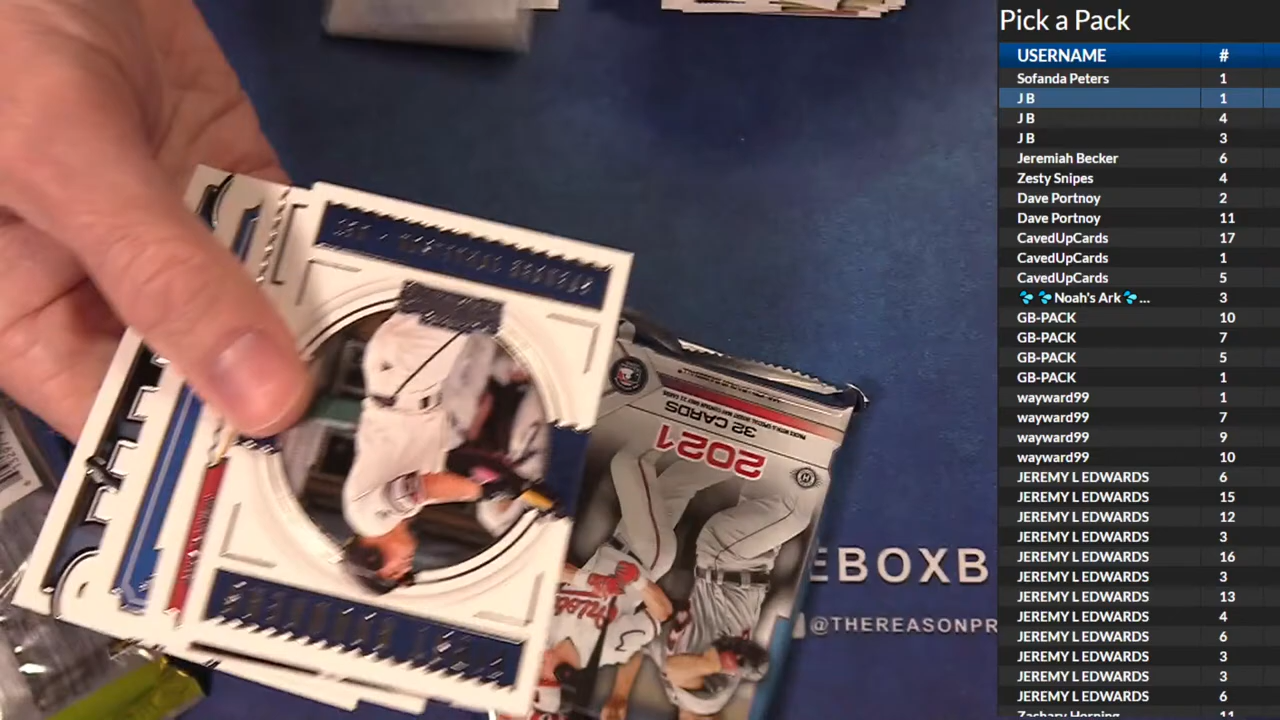 Pick a Pack
USERNAME #
Sofanda Peters 1
J B 1
J B 4
J B 3
Jeremiah Becker 6
Zesty Snipes 4
Dave Portnoy 2
Dave Portnoy 11
CavedUpCards 17
CavedUpCards 1
CavedUpCards 5
💦 💦 Noah's Ark 💦 ... 3
GB-PACK 10
GB-PACK 7
GB-PACK 5
GB-PACK 1
wayward99 1
wayward99 7
wayward99 9
wayward99 10
JEREMY L EDWARDS 6
JEREMY L EDWARDS 15
JEREMY L EDWARDS 12
JEREMY L EDWARDS 3
JEREMY L EDWARDS 16
JEREMY L EDWARDS 3
JEREMY L EDWARDS 13
JEREMY L EDWARDS 4
JEREMY L EDWARDS 6
JEREMY L EDWARDS 3
JEREMY L EDWARDS 3
JEREMY L EDWARDS 6
Zachary Horning 11
32 CARDS
2021
EBOXB
@THEREASONPR